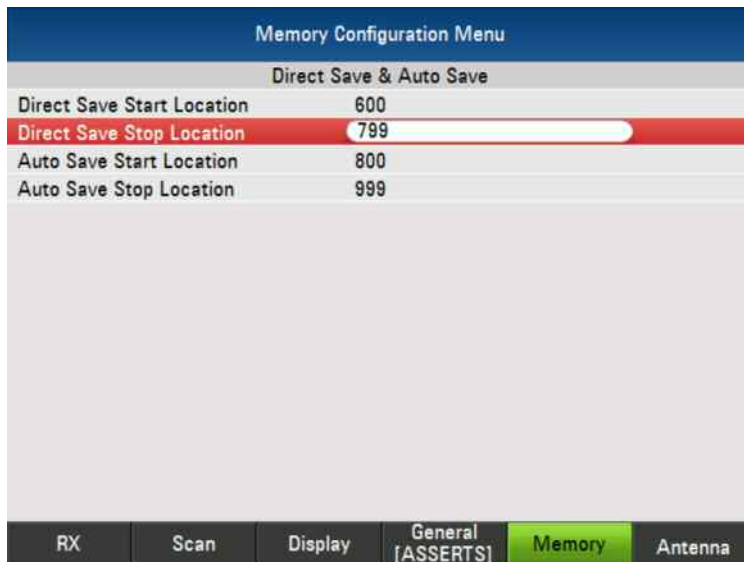 Memory Configuration Menu
Direct Save & Auto Save
Direct Save Start Location 600
Direct Save Stop Location 799
Auto Save Start Location 800
Auto Save Stop Location 999
RX Scan Display General [ASSERTS] Memory Antenna